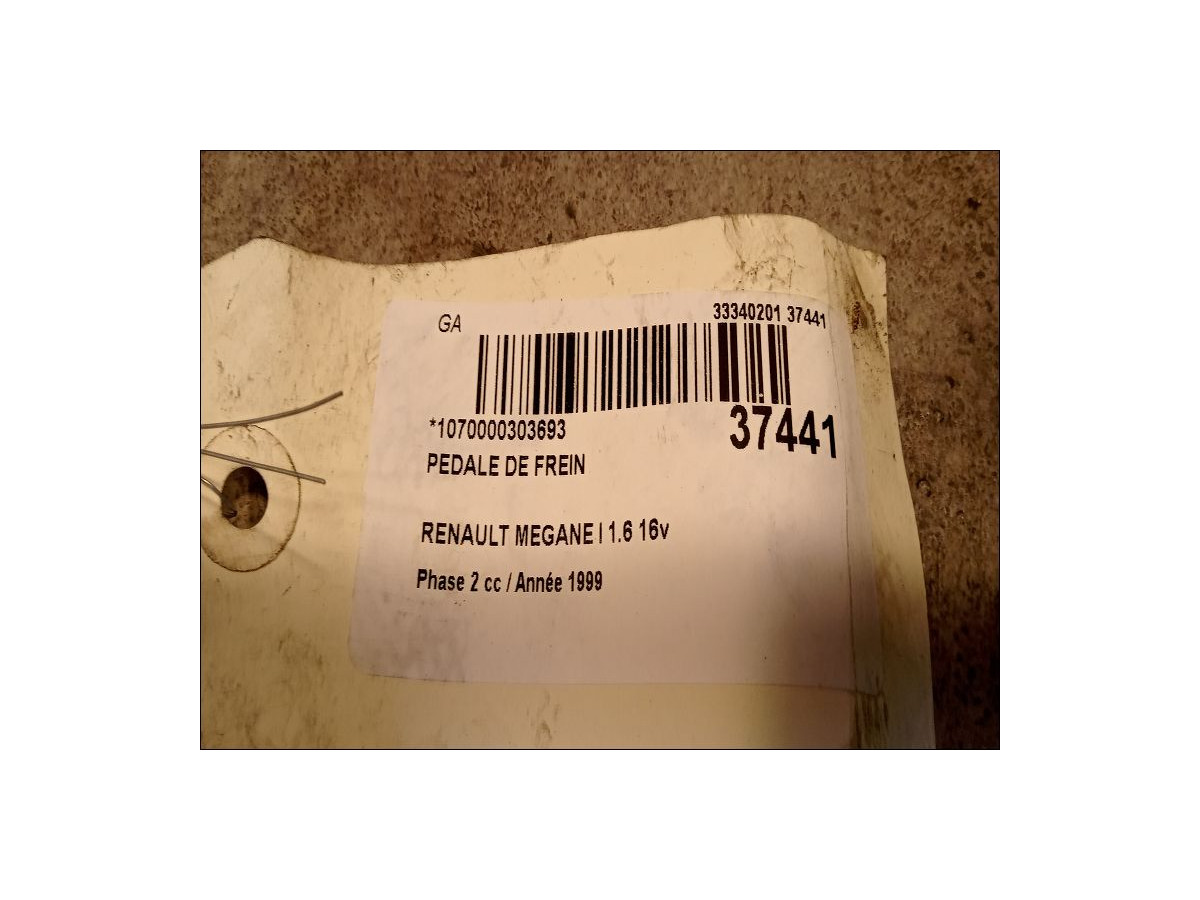 GA
33340201 37441
*1070000303693
37441
PEDALE DE FREIN
RENAULT MEGANE I 1.6 16v
Phase 2 cc / Année 1999